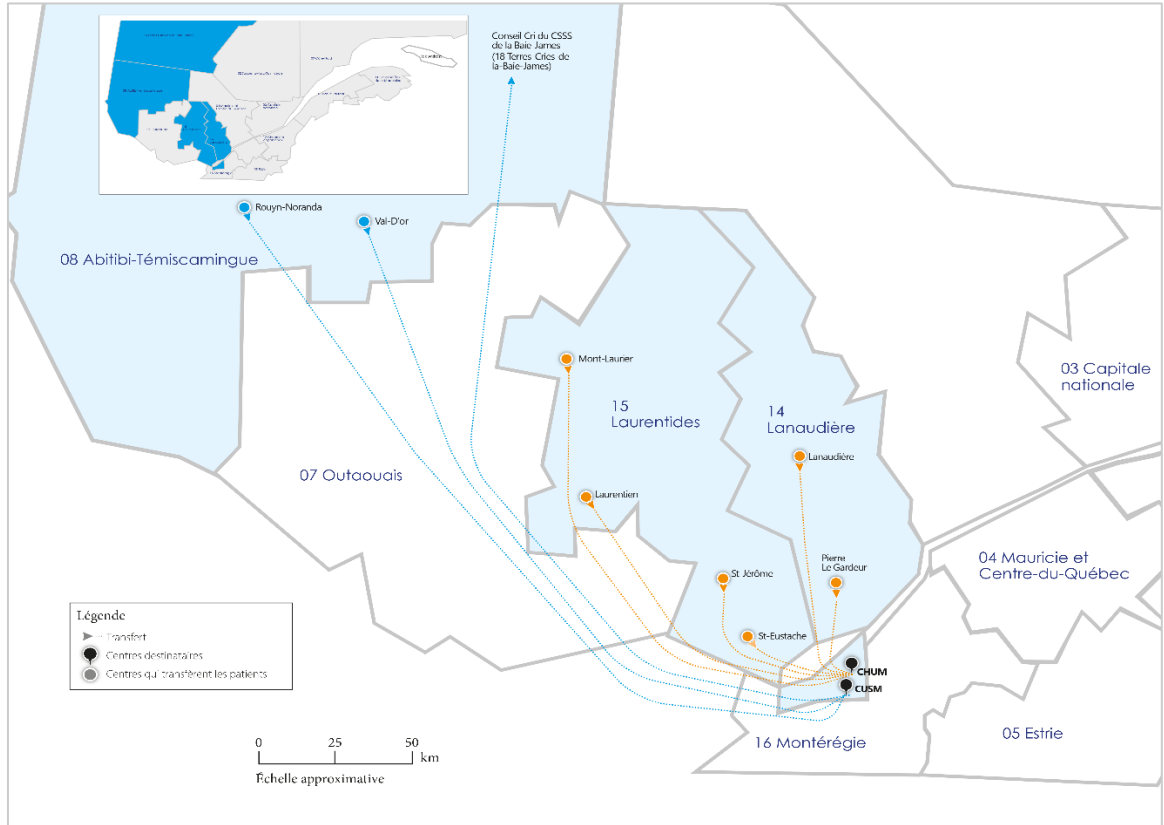 Conseil Cri du CSSS
de la Baie James
(18 Terres Cries de
la-Baie-James)
Rouyn-Noranda
Val-D'or
08 Abitibi-Témiscamingue
Mont-Laurier
03 Capitale
nationale
15
Laurentides
14
Lanaudière
Lanaudière
07 Outaouais
Laurentien
04 Mauricie et
Centre-du-Québec
Pierre
Le Gardeur
St Jérôme
St-Eustache
CHUM
CUSM
Légende
Transfert
Centres destinataires
Centres qui transfèrent les patients
16 Montérégie
05 Estrie
0 25 50
km
Échelle approximative